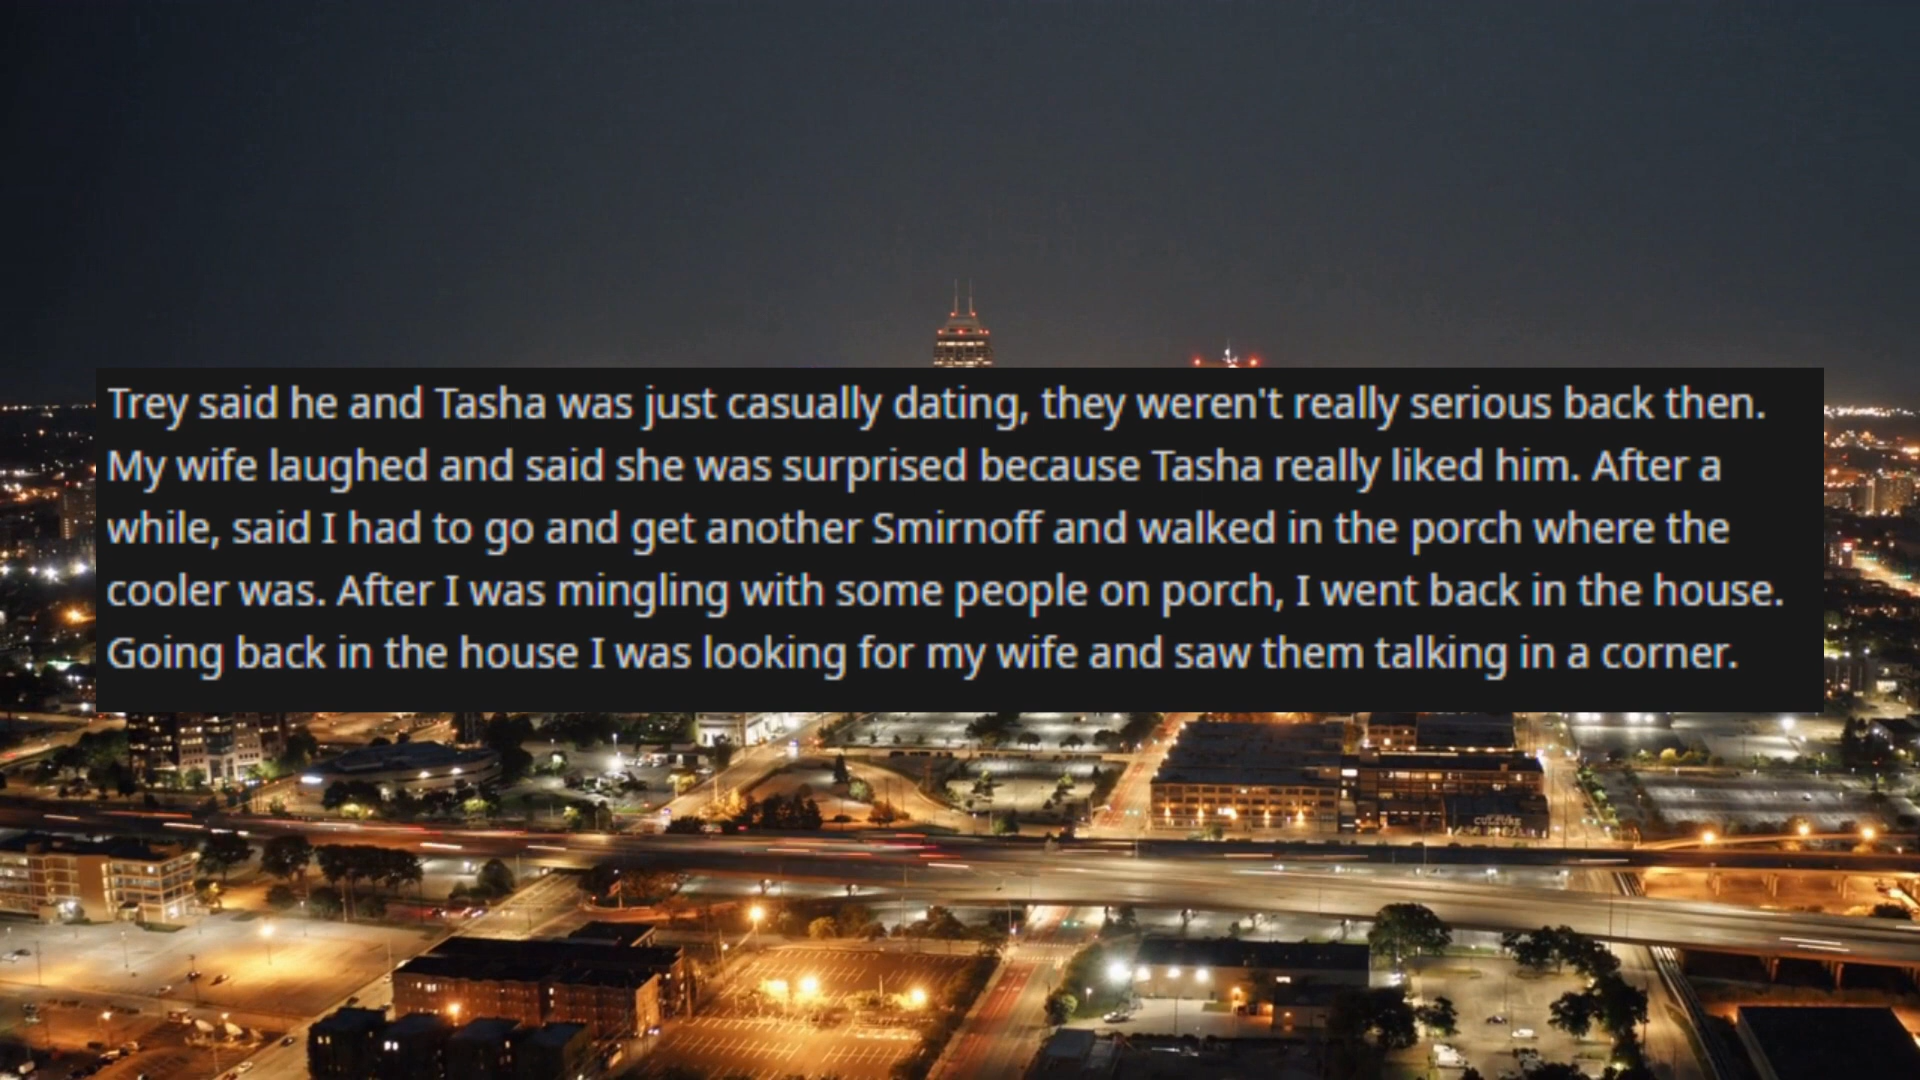 Trey said he and Tasha was just casually dating, they weren't really serious back then.
My wife laughed and said she was surprised because Tasha really liked him. After a
while, said I had to go and get another Smirnoff and walked in the porch where the
cooler was. After I was mingling with some people on porch, I went back in the house.
Going back in the house I was looking for my wife and saw them talking in a corner.
CULTURE